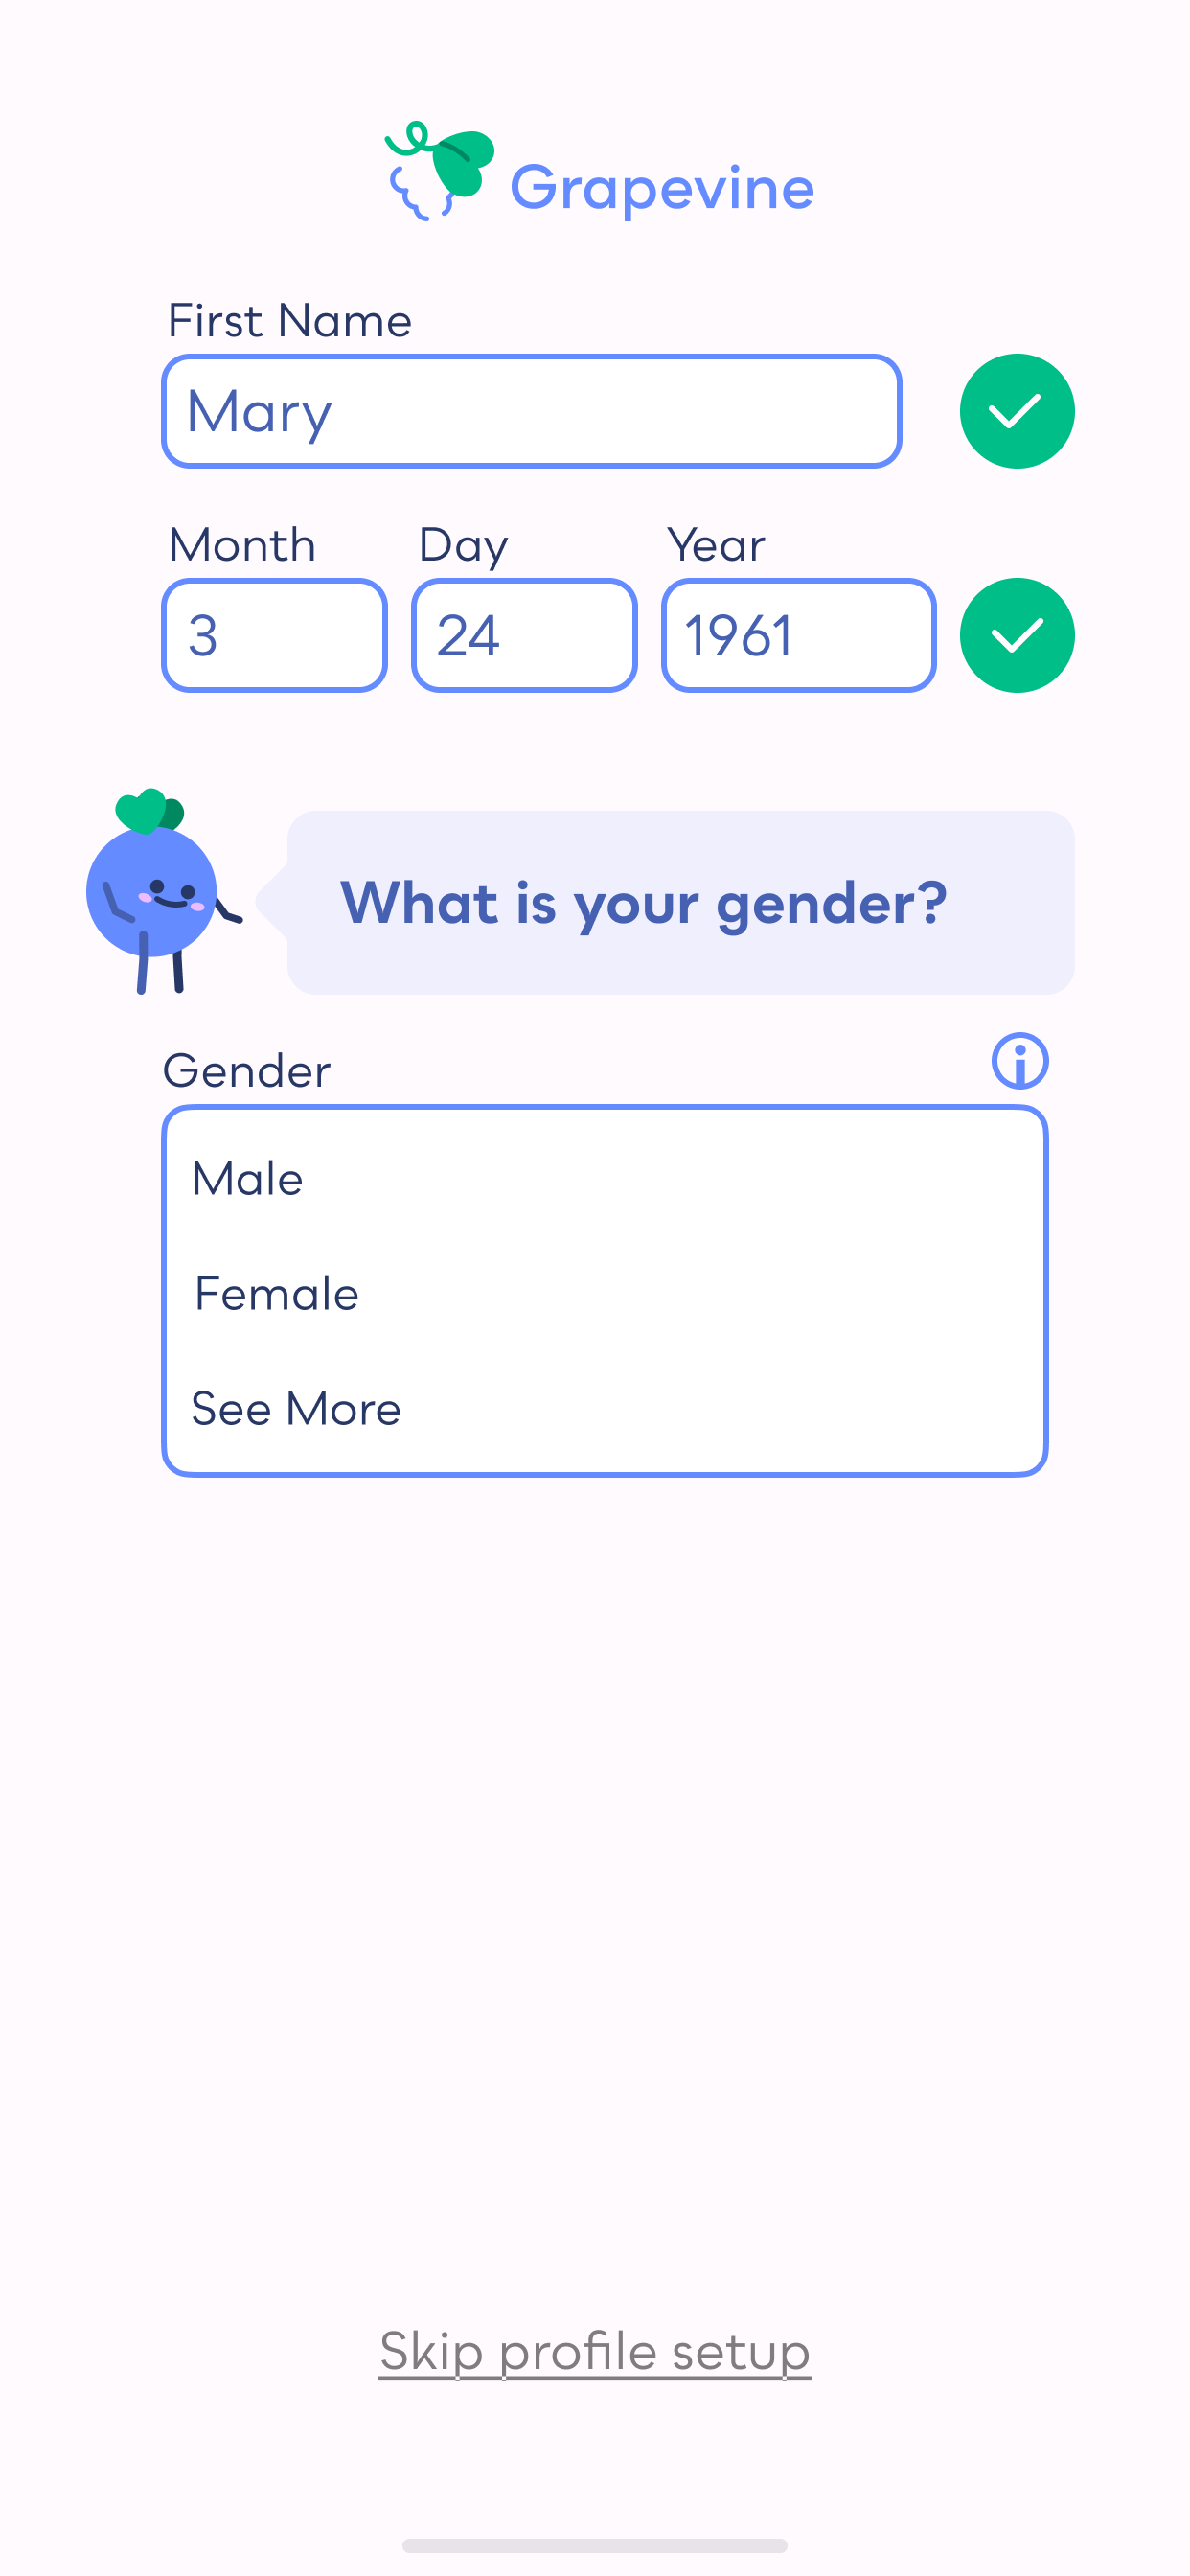 Grapevine
First Name
Mary
Month Day Year
3 24 1961
What is your gender?
Gender
Male
Female
See More
Skip profile setup